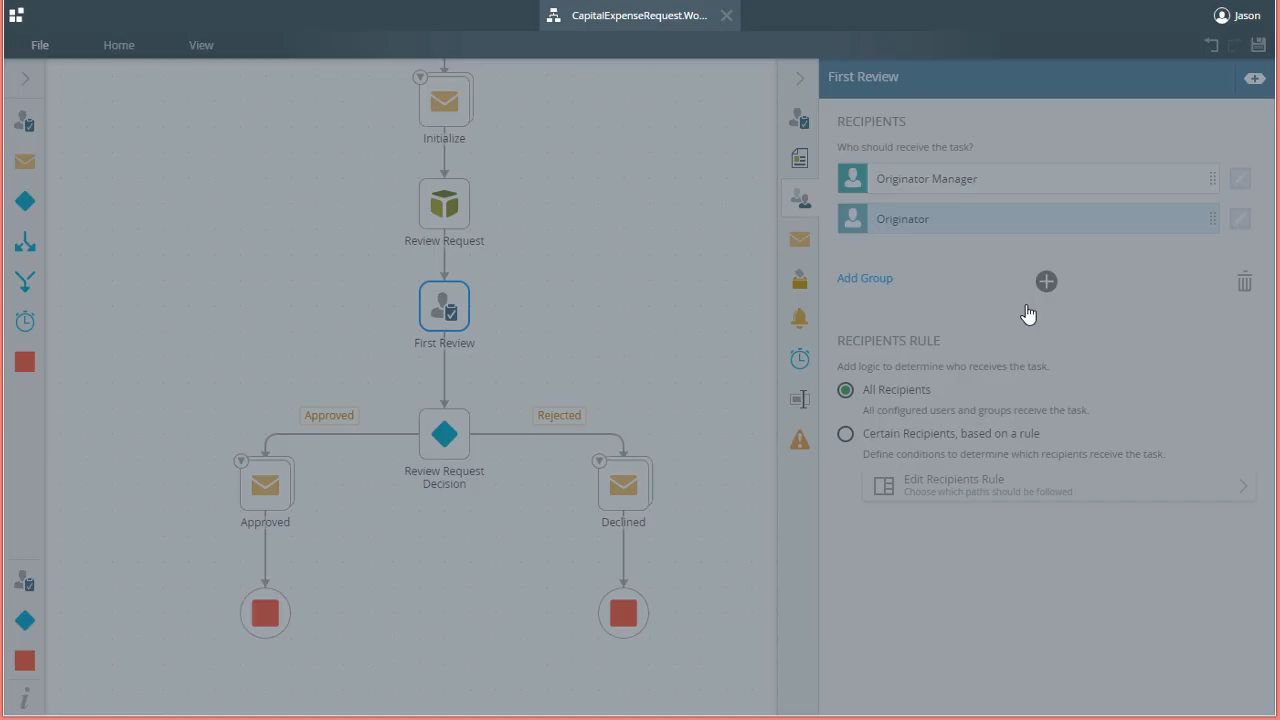 CapitalExpenseRequest.Wo...
Jason
File
Home
View
First Review
Initialize
Review Request
First Review
Approved
Rejected
Review Request
Decision
Approved
Declined
RECIPIENTS
Who should receive the task?
Originator Manager
Originator
Add Group
RECIPIENTS RULE
Add logic to determine who receives the task.
All Recipients
All configured users and groups receive the task.
Certain Recipients, based on a rule
Define conditions to determine which recipients receive the task.
Edit Recipients Rule
Choose which paths should be followed